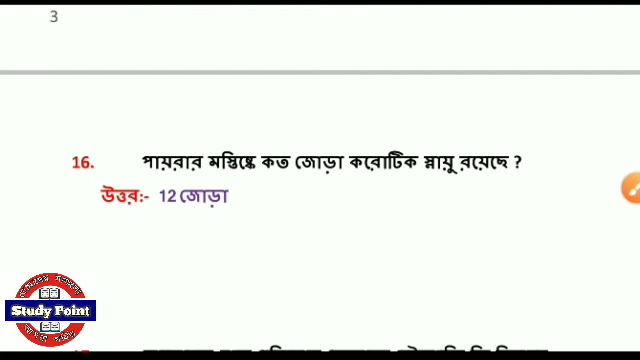 3
16. পায়রার মস্তিষ্কে কত জোড়া করোটিক স্নায়ু রয়েছে ?
উত্তর:- 12 জোড়া
Study Point